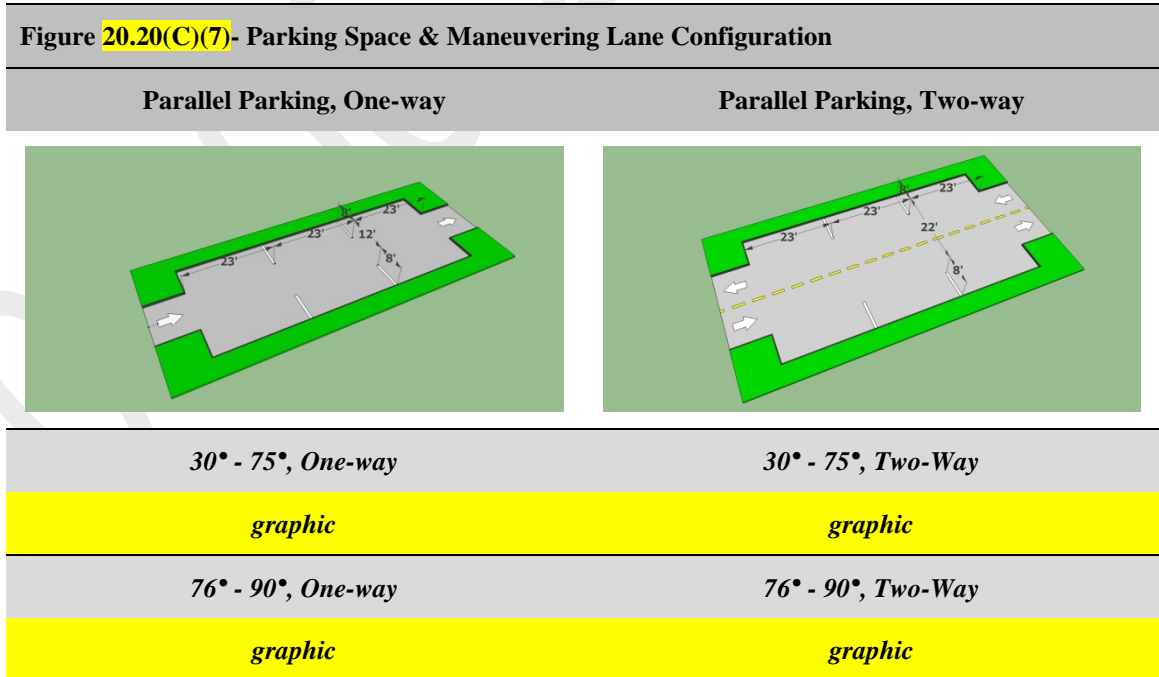 Figure 20.20(C)(7)- Parking Space & Maneuvering Lane Configuration
Parallel Parking, One-way
Parallel Parking, Two-way
8'
23'
23'
12'
23'
8'
8'
23'
23'
22'
23'
8'
30• - 75•, One-way
30• - 75•, Two-Way
graphic
graphic
76• - 90•, One-way
76• - 90•, Two-Way
graphic
graphic